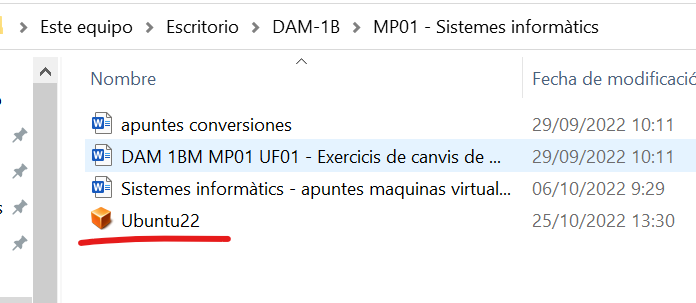 Este equipo > Escritorio > DAM-1B > MP01 - Sistemes informàtics
Nombre Fecha de modificació
apuntes conversiones 29/09/2022 10:11
DAM 1BM MP01 UF01 - Exercicis de canvis de ... 29/09/2022 10:11
Sistemes informàtics - apuntes maquinas virtual... 06/10/2022 9:29
Ubuntu22 25/10/2022 13:30